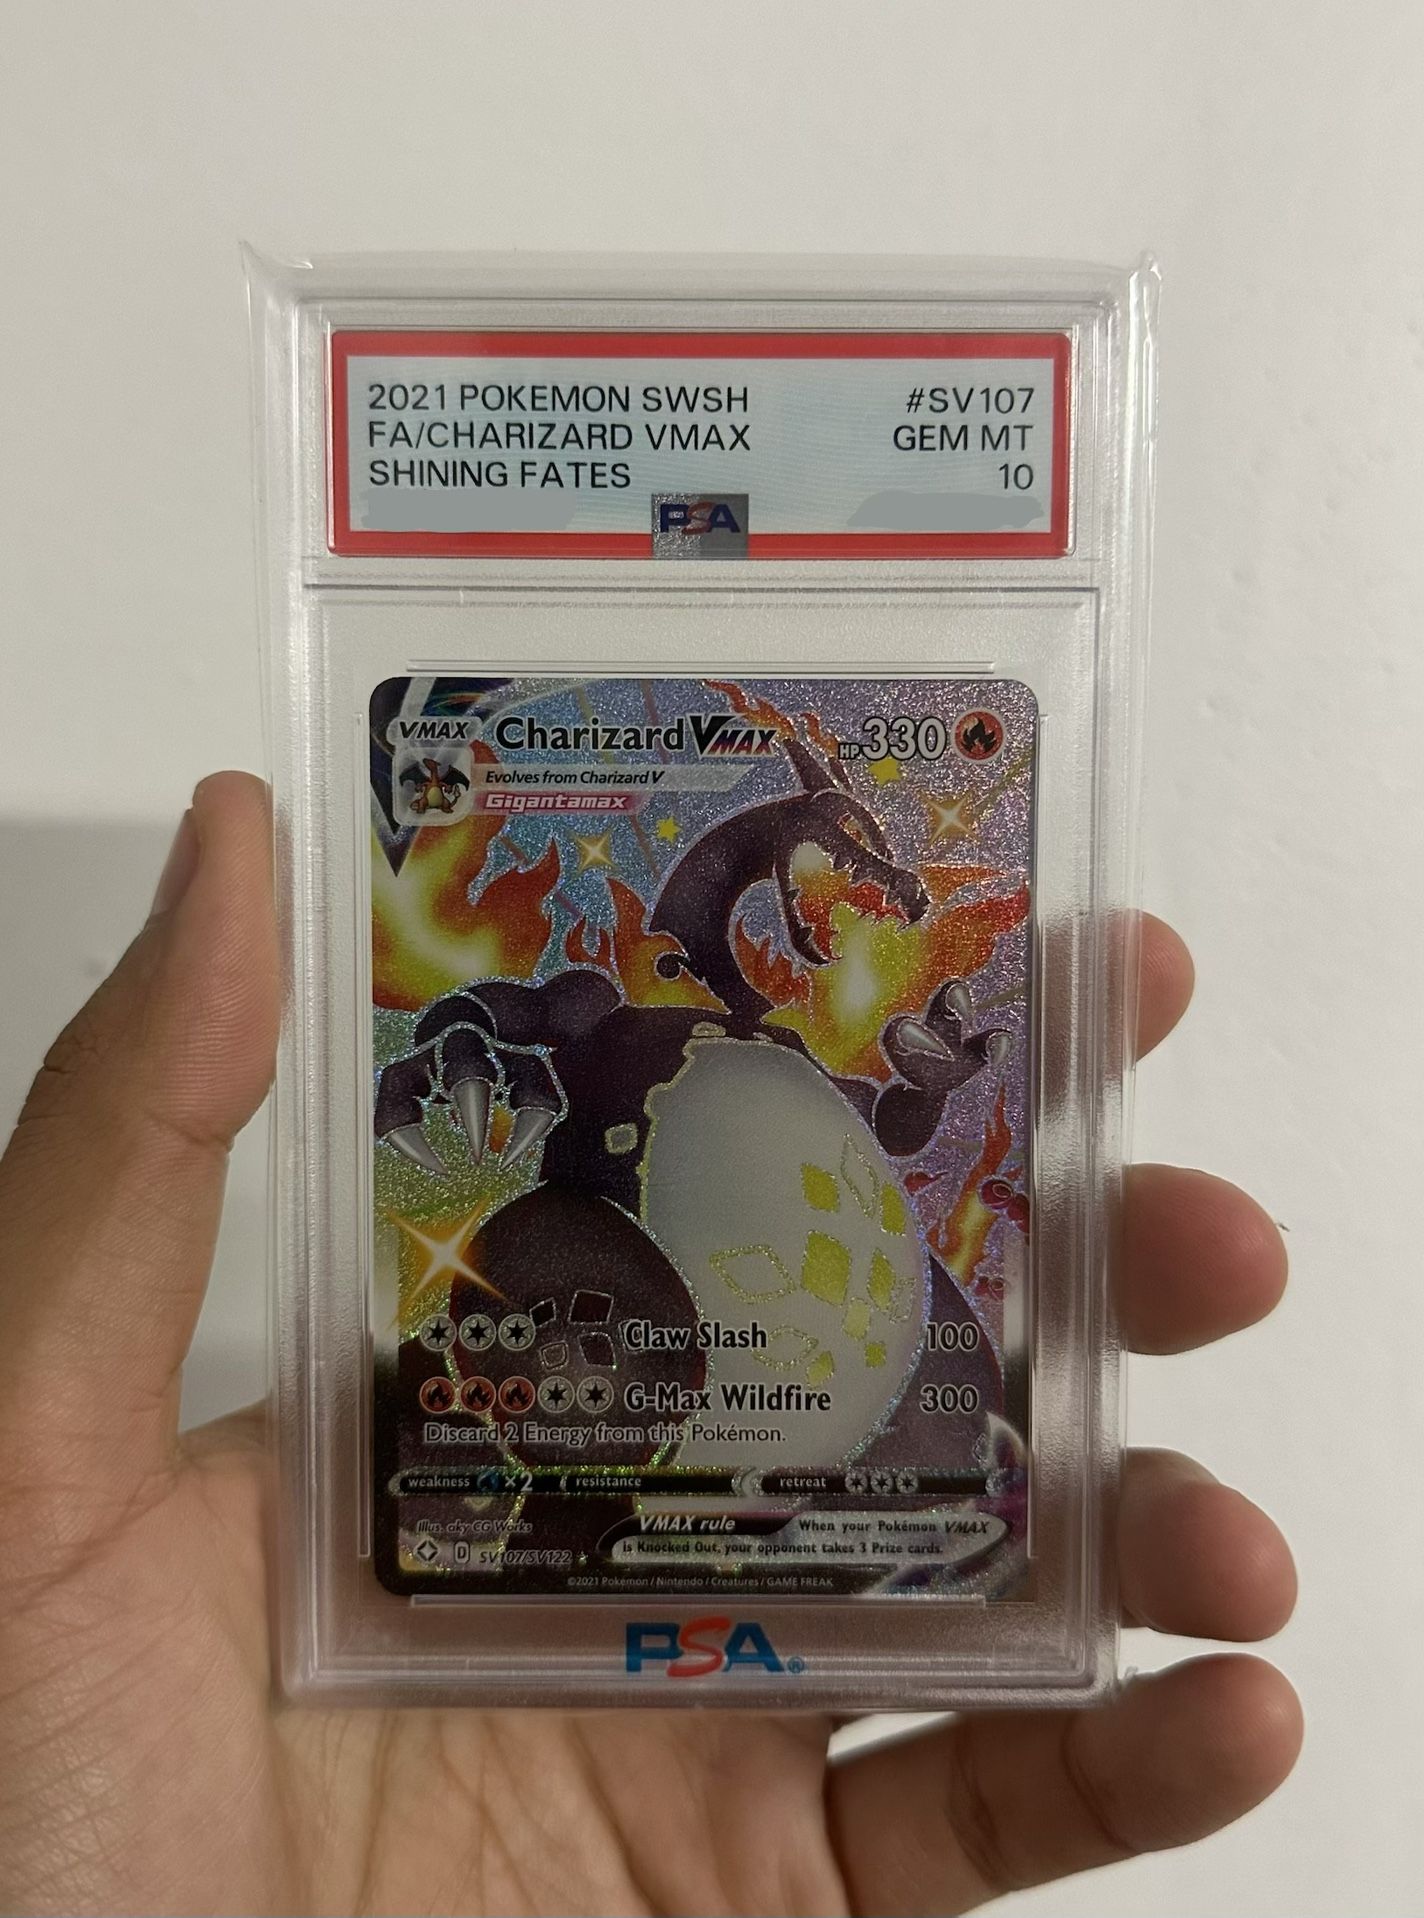 2021 POKEMON SWSH #SV107
FA/CHARIZARD VMAX GEM MT
SHINING FATES 10
PSA
VMAX Charizard VMAX HP 330
Evolves from Charizard V
Gigantamax
Claw Slash 100
G-Max Wildfire 300
Discard 2 Energy from this Pokémon.
weakness ×2 resistance retreat
Illus. aky CG Works
VMAX rule When your Pokémon VMAX
is Knocked Out, your opponent takes 3 Prize cards.
D SV107/SV122
©2021 Pokémon / Nintendo / Creatures / GAME FREAK
PSA®